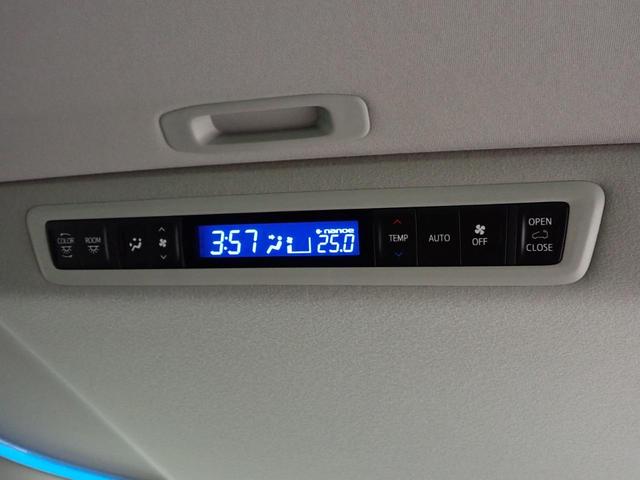 COLOR
ROOM
3:57
nanoe
25.0
TEMP
AUTO
OFF
OPEN
CLOSE